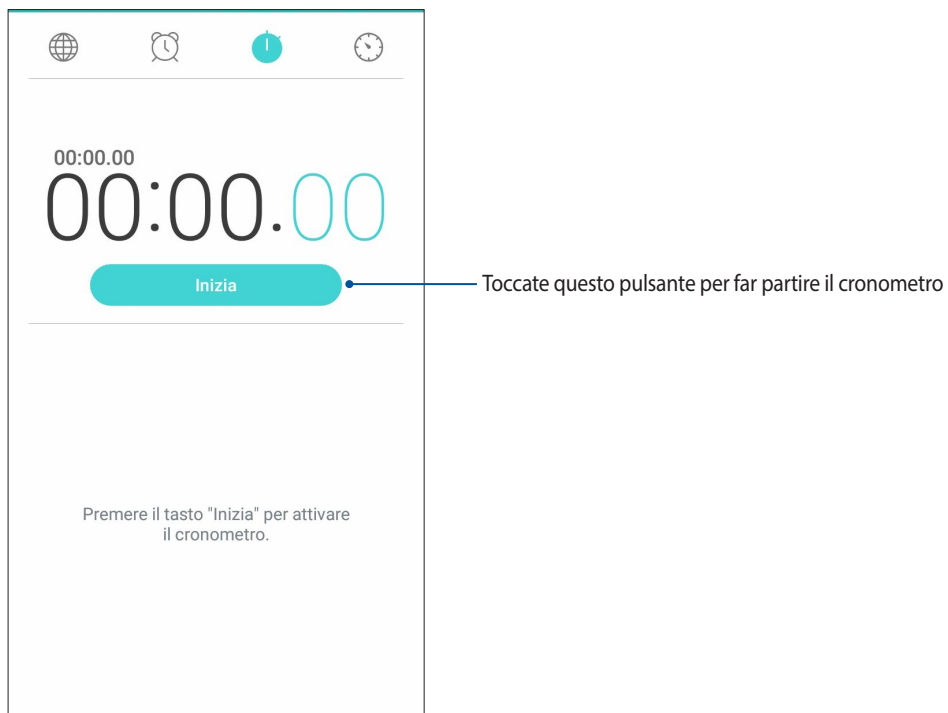 00:00.00
00:00.00
Inizia
Toccate questo pulsante per far partire il cronometro
Premere il tasto "Inizia" per attivare
il cronometro.